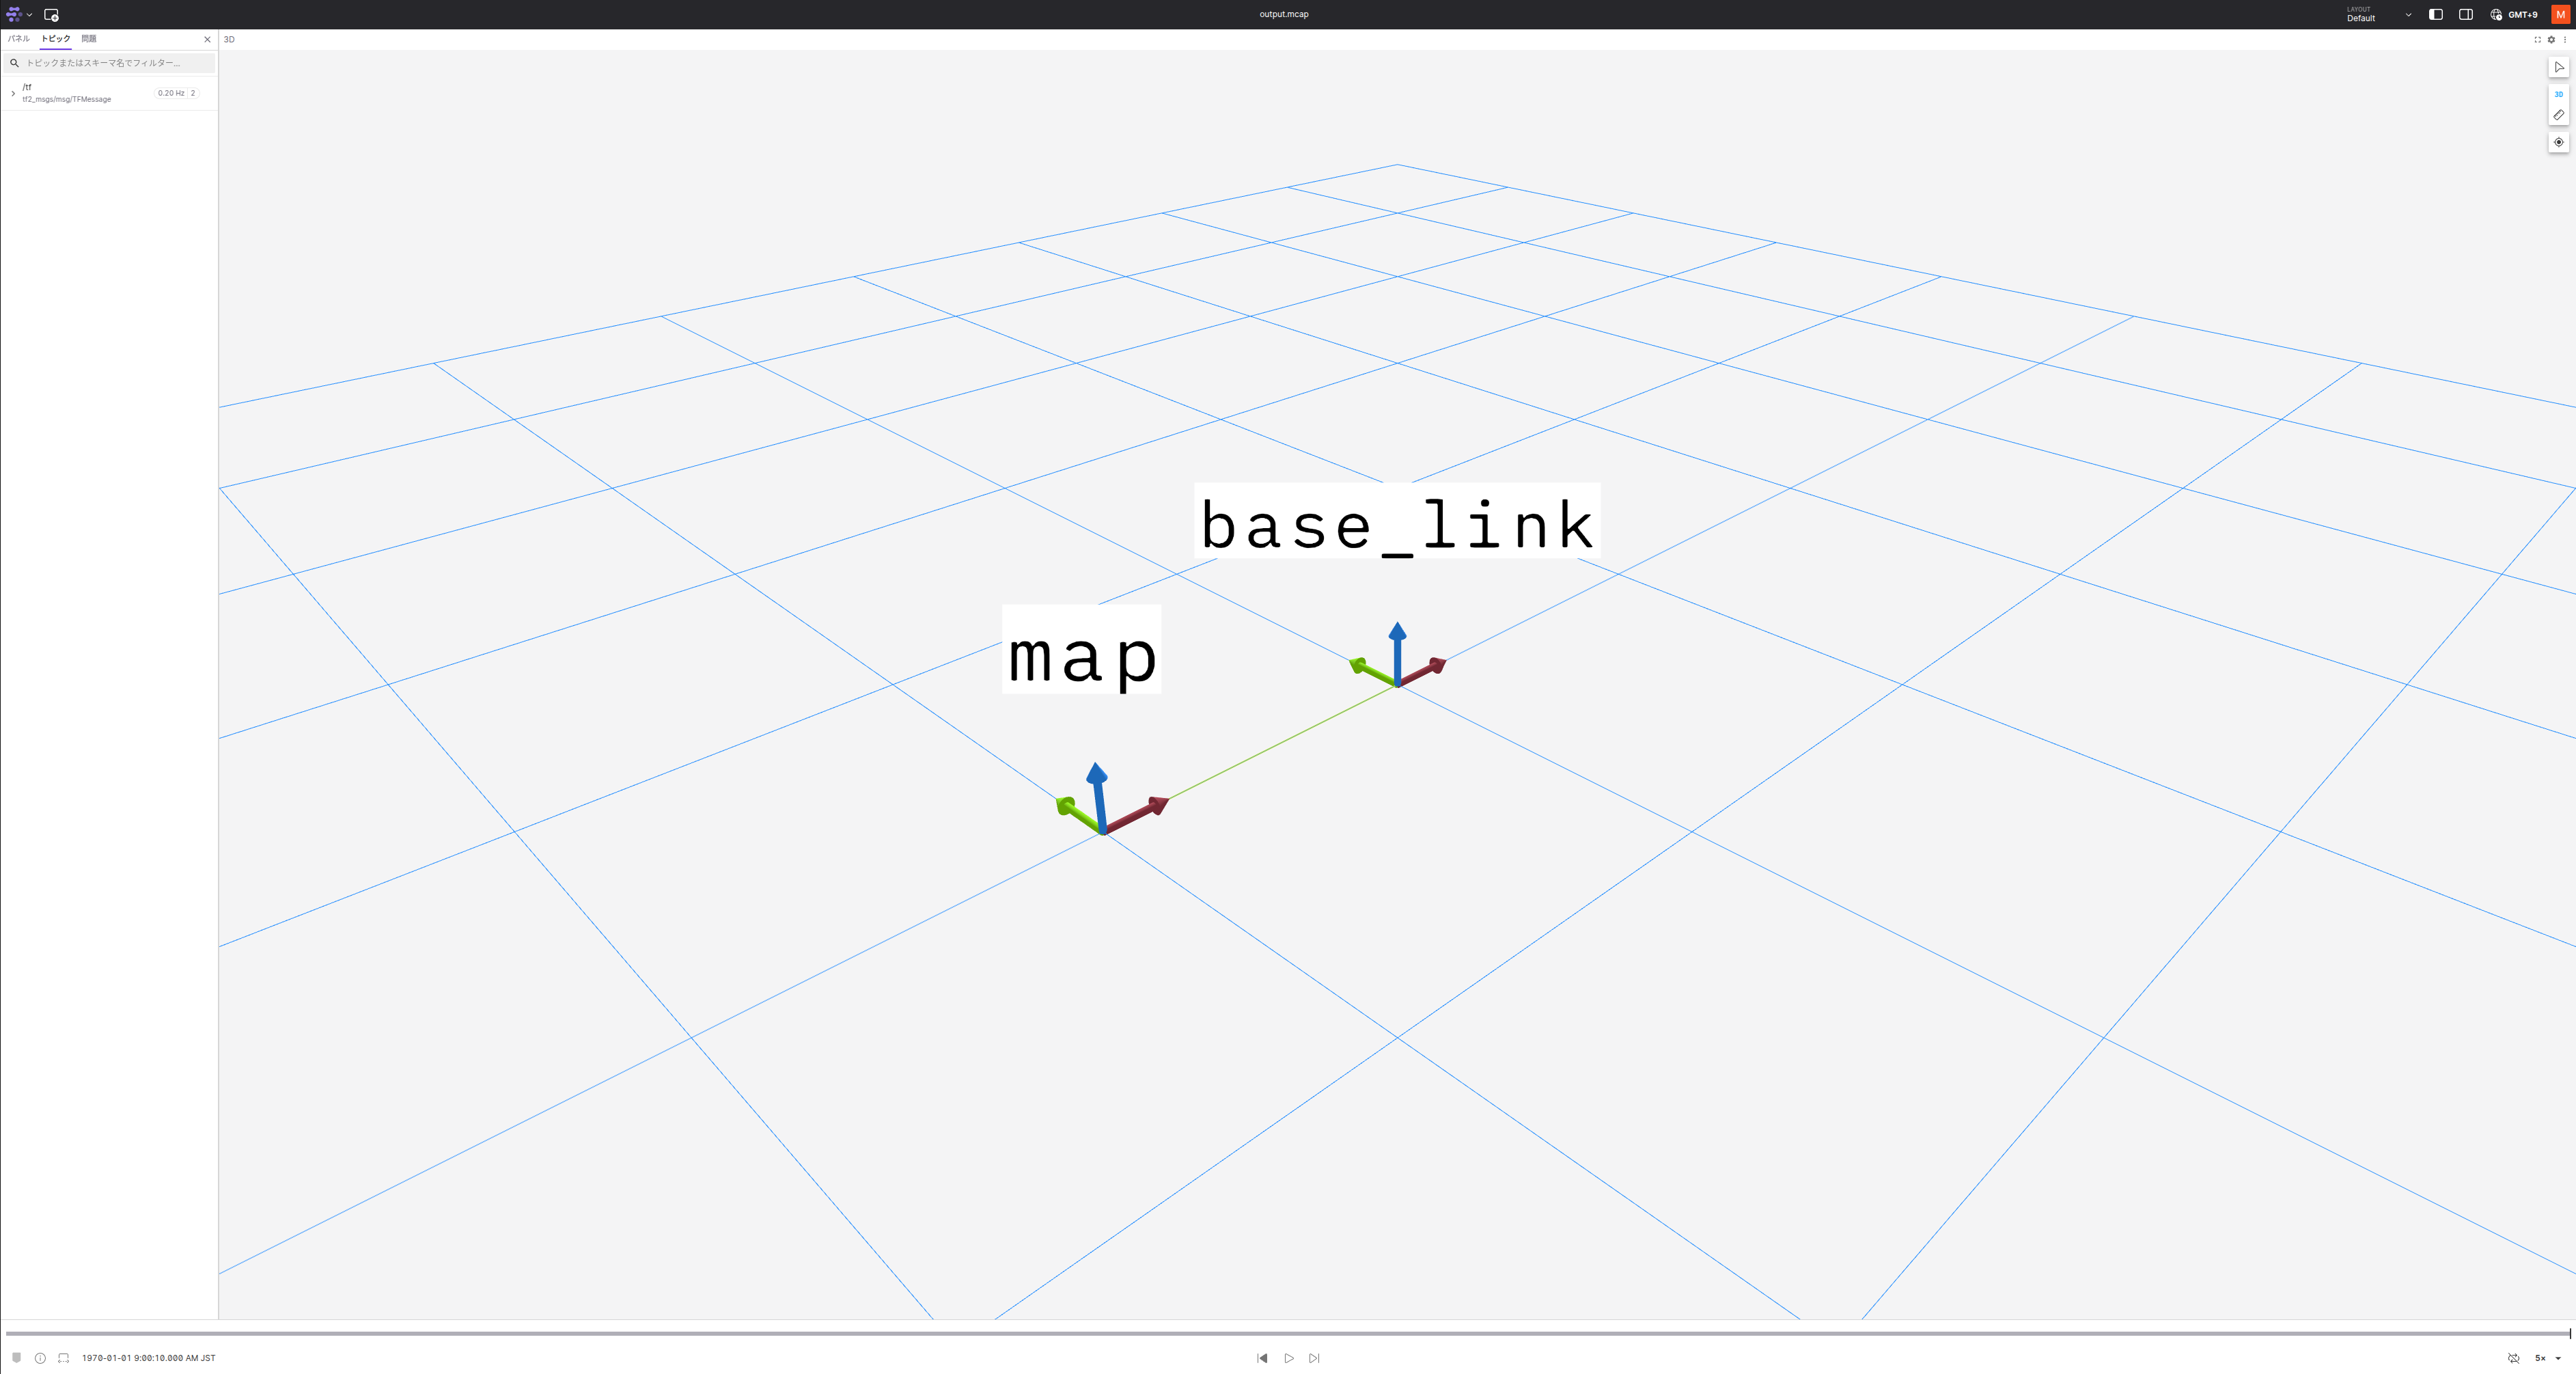 output.mcap
LAYOUT
Default
GMT+9
M
パネル トピック 問題
トピックまたはスキーマ名でフィルター...
/tf
tf2_msgs/msg/TFMessage
0.20 Hz 2
3D
3D
base_link
map
1970-01-01 9:00:10.000 AM JST
5×